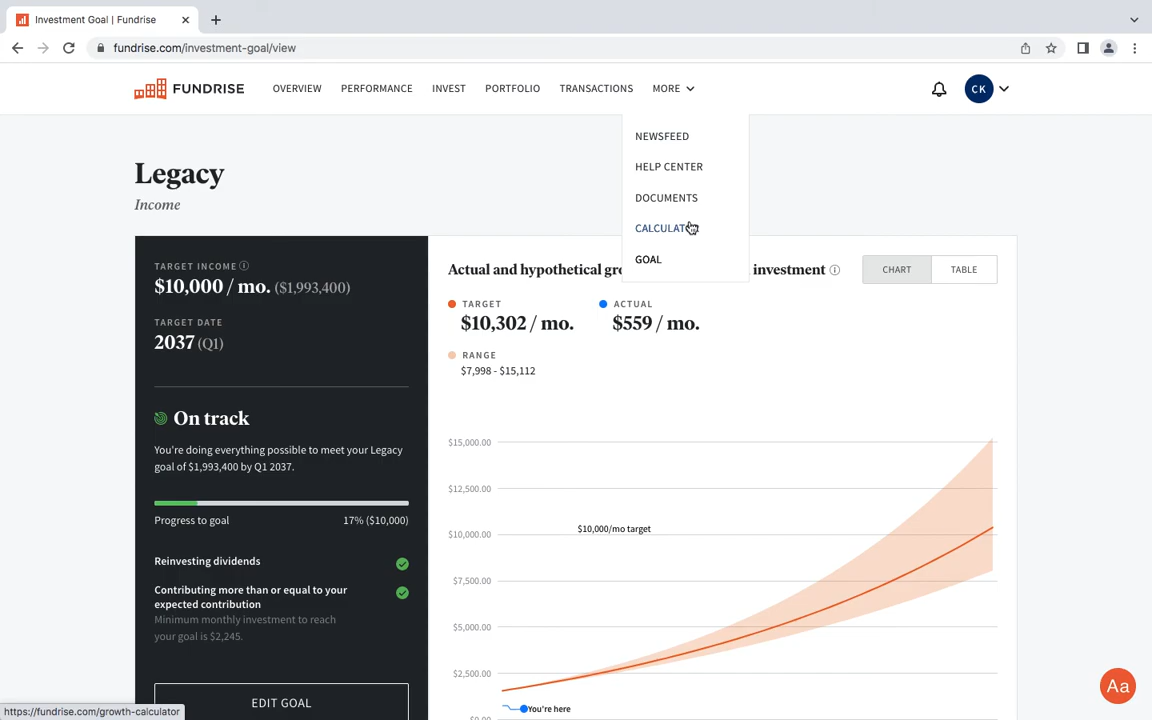 Investment Goal | Fundrise
fundrise.com/investment-goal/view
FUNDRISE
OVERVIEW
PERFORMANCE
INVEST
PORTFOLIO
TRANSACTIONS
MORE
CK
NEWSFEED
HELP CENTER
DOCUMENTS
GOAL
Legacy
Income
TARGET INCOME
$10,000 / mo. ($1,993,400)
TARGET DATE
2037 (Q1)
On track
You're doing everything possible to meet your Legacy
goal of $1,993,400 by Q1 2037.
Progress to goal 17% ($10,000)
Reinvesting dividends
Contributing more than or equal to your
expected contribution
Minimum monthly investment to reach
your goal is $2,245.
EDIT GOAL
Actual and hypothetical investment
CHART
TABLE
TARGET
$10,302 / mo.
ACTUAL
$559 / mo.
RANGE
$7,998 - $15,112
$15,000.00
$12,500.00
$10,000/mo target
$10,000.00
$7,500.00
$5,000.00
$2,500.00
$0.00
You're here
Aa
https://fundrise.com/growth-calculator